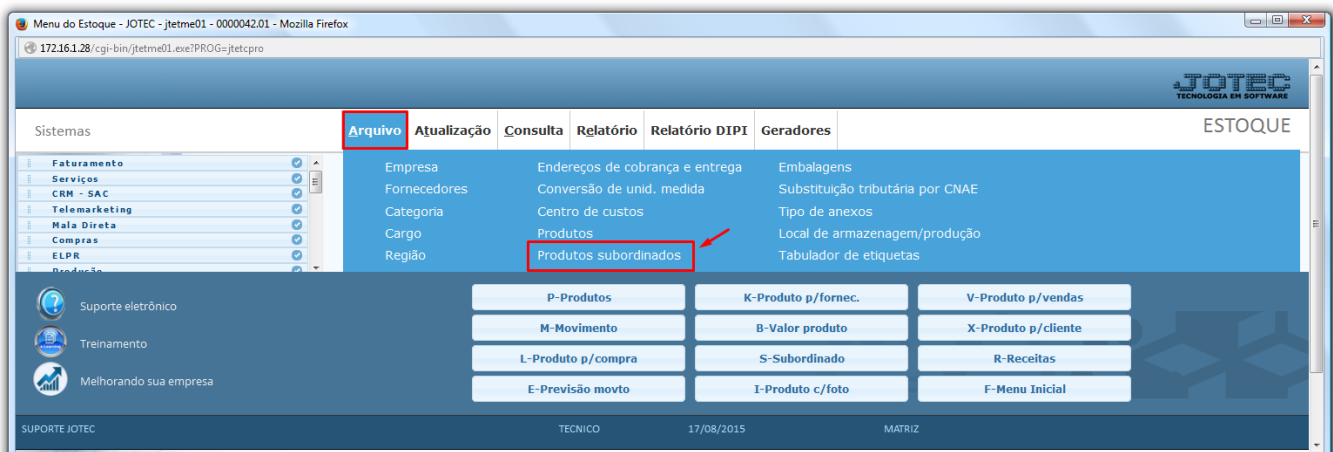 Menu do Estoque - JOTEC - jtetme01 - 0000042.01 - Mozilla Firefox
172.16.1.28/cgi-bin/jtetme01.exe?PROG=jtetcpro
JOTEC
TECNOLOGIA EM SOFTWARE
Sistemas
Arquivo Atualização Consulta Relatório Relatório DIPI Geradores
ESTOQUE
Faturamento
Serviços
CRM - SAC
Telemarketing
Mala Direta
Compras
ELPR
Produção
Empresa Endereços de cobrança e entrega Embalagens
Fornecedores Conversão de unid. medida Substituição tributária por CNAE
Categoria Centro de custos Tipo de anexos
Cargo Produtos Local de armazenagem/produção
Região Produtos subordinados Tabulador de etiquetas
Suporte eletrônico
Treinamento
Melhorando sua empresa
P-Produtos K-Produto p/fornec. V-Produto p/vendas
M-Movimento B-Valor produto X-Produto p/cliente
L-Produto p/compra S-Subordinado R-Receitas
E-Previsão movto I-Produto c/foto F-Menu Inicial
SUPORTE JOTEC TECNICO 17/08/2015 MATRIZ